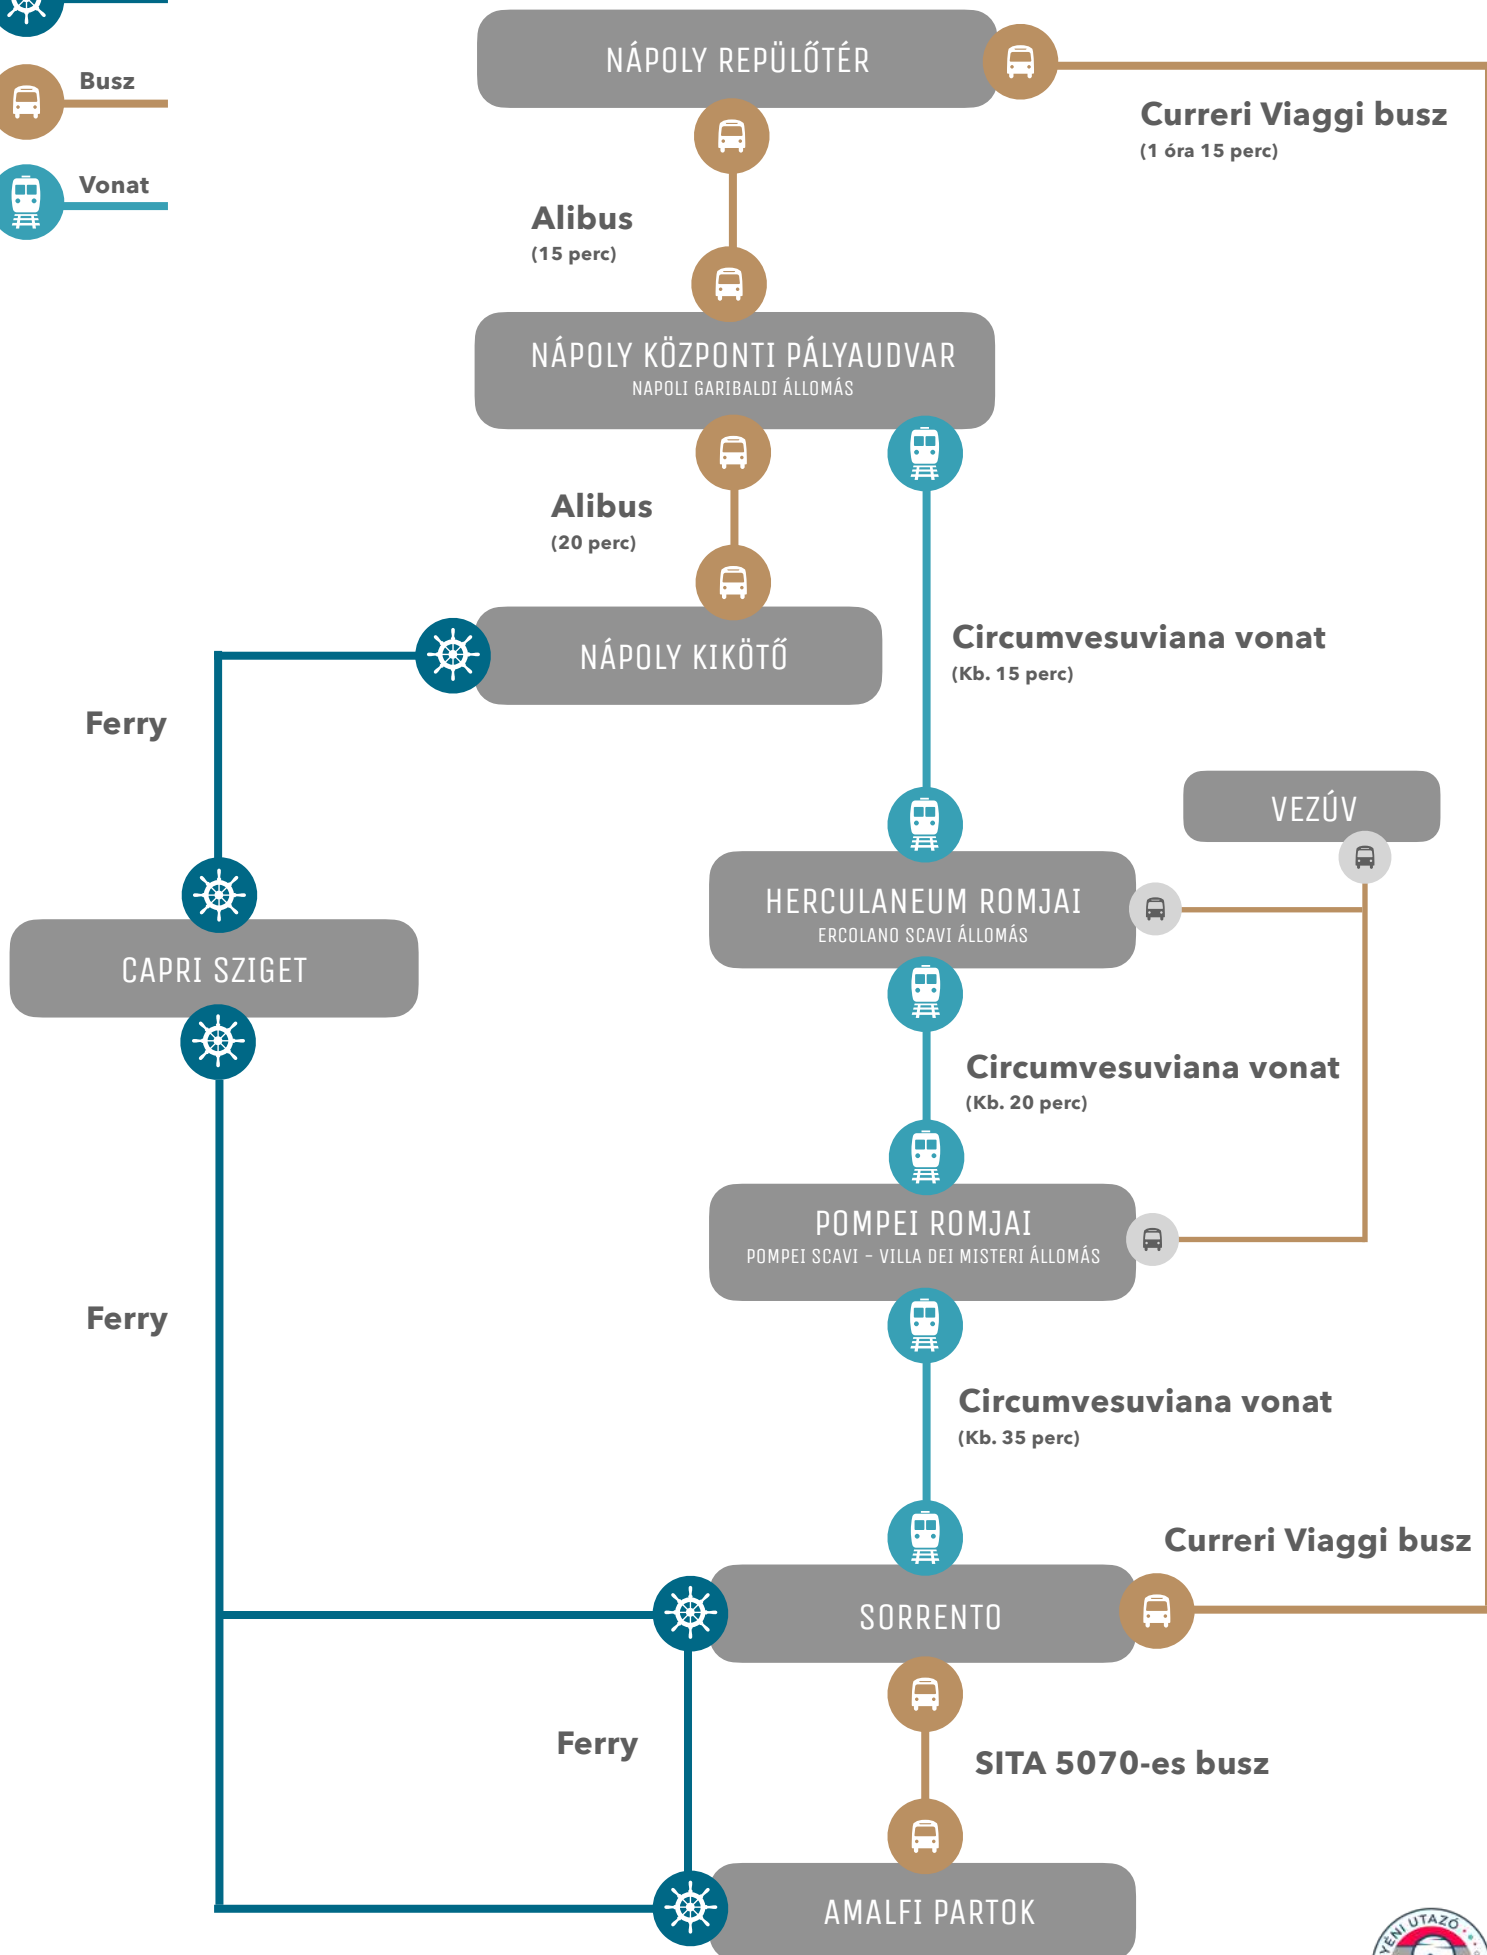 NÁPOLY REPÜLŐTÉR
Busz
Curreri Viaggi busz
(1 óra 15 perc)
Vonat
Alibus
(15 perc)
NÁPOLY KÖZPONTI PÁLYAUDVAR
NAPOLI GARIBALDI ÁLLOMÁS
Alibus
(20 perc)
NÁPOLY KIKÖTŐ
Circumvesuviana vonat
(Kb. 15 perc)
Ferry
VEZÚV
HERCULANEUM ROMJAI
ERCOLANO SCAVI ÁLLOMÁS
CAPRI SZIGET
Circumvesuviana vonat
(Kb. 20 perc)
POMPEI ROMJAI
POMPEI SCAVI - VILLA DEI MISTERI ÁLLOMÁS
Ferry
Circumvesuviana vonat
(Kb. 35 perc)
Curreri Viaggi busz
SORRENTO
Ferry
SITA 5070-es busz
AMALFI PARTOK
UTAZÓ